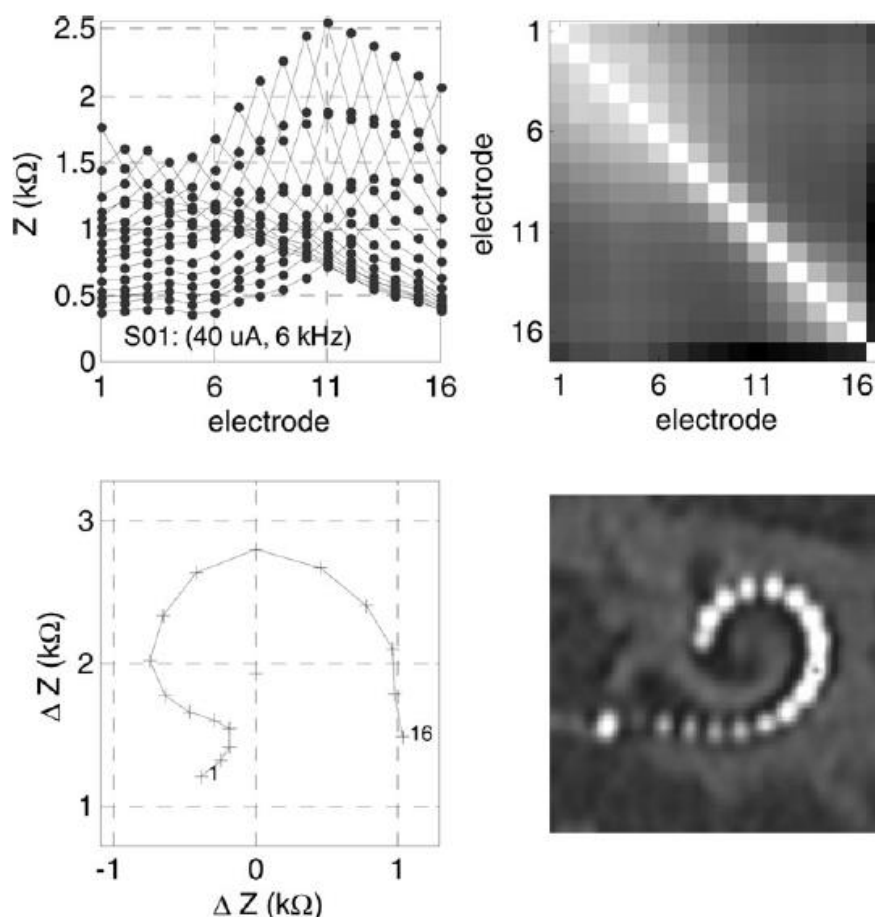 2.5
2
1.5
1
0.5
0
Z (kΩ)
S01: (40 uA, 6 kHz)
1 6 11 16
electrode
1
6
11
16
electrode
1 6 11 16
electrode
3
2
1
Δ Z (kΩ)
16
1
-1 0 1
Δ Z (kΩ)